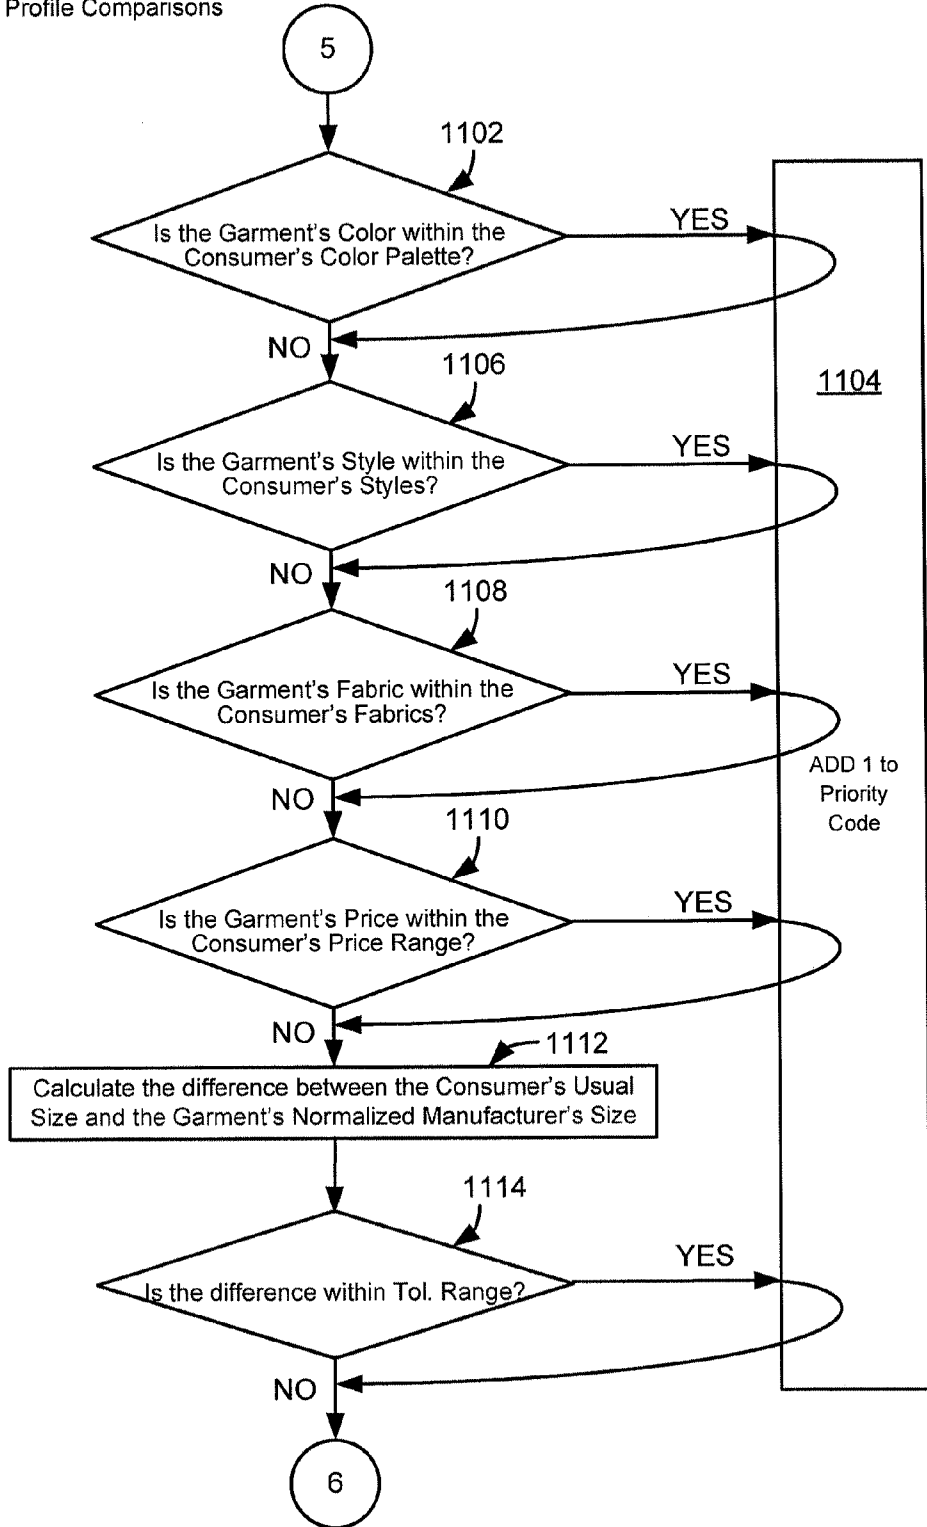 Profile Comparisons
5
1102
Is the Garment's Color within the
Consumer's Color Palette?
YES
NO
1104
1106
Is the Garment's Style within the
Consumer's Styles?
YES
NO
1108
Is the Garment's Fabric within the
Consumer's Fabrics?
YES
NO
ADD 1 to
Priority
Code
1110
Is the Garment's Price within the
Consumer's Price Range?
YES
NO
1112
Calculate the difference between the Consumer's Usual
Size and the Garment's Normalized Manufacturer's Size
1114
Is the difference within Tol. Range?
YES
NO
6